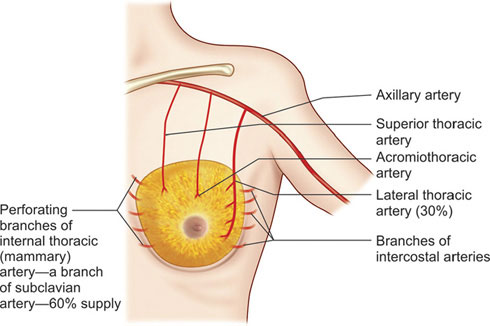 Axillary artery
Superior thoracic
artery
Acromiothoracic
artery
Lateral thoracic
artery (30%)
Branches of
intercostal arteries
Perforating
branches of
internal thoracic
(mammary)
artery—a branch
of subclavian
artery—60% supply